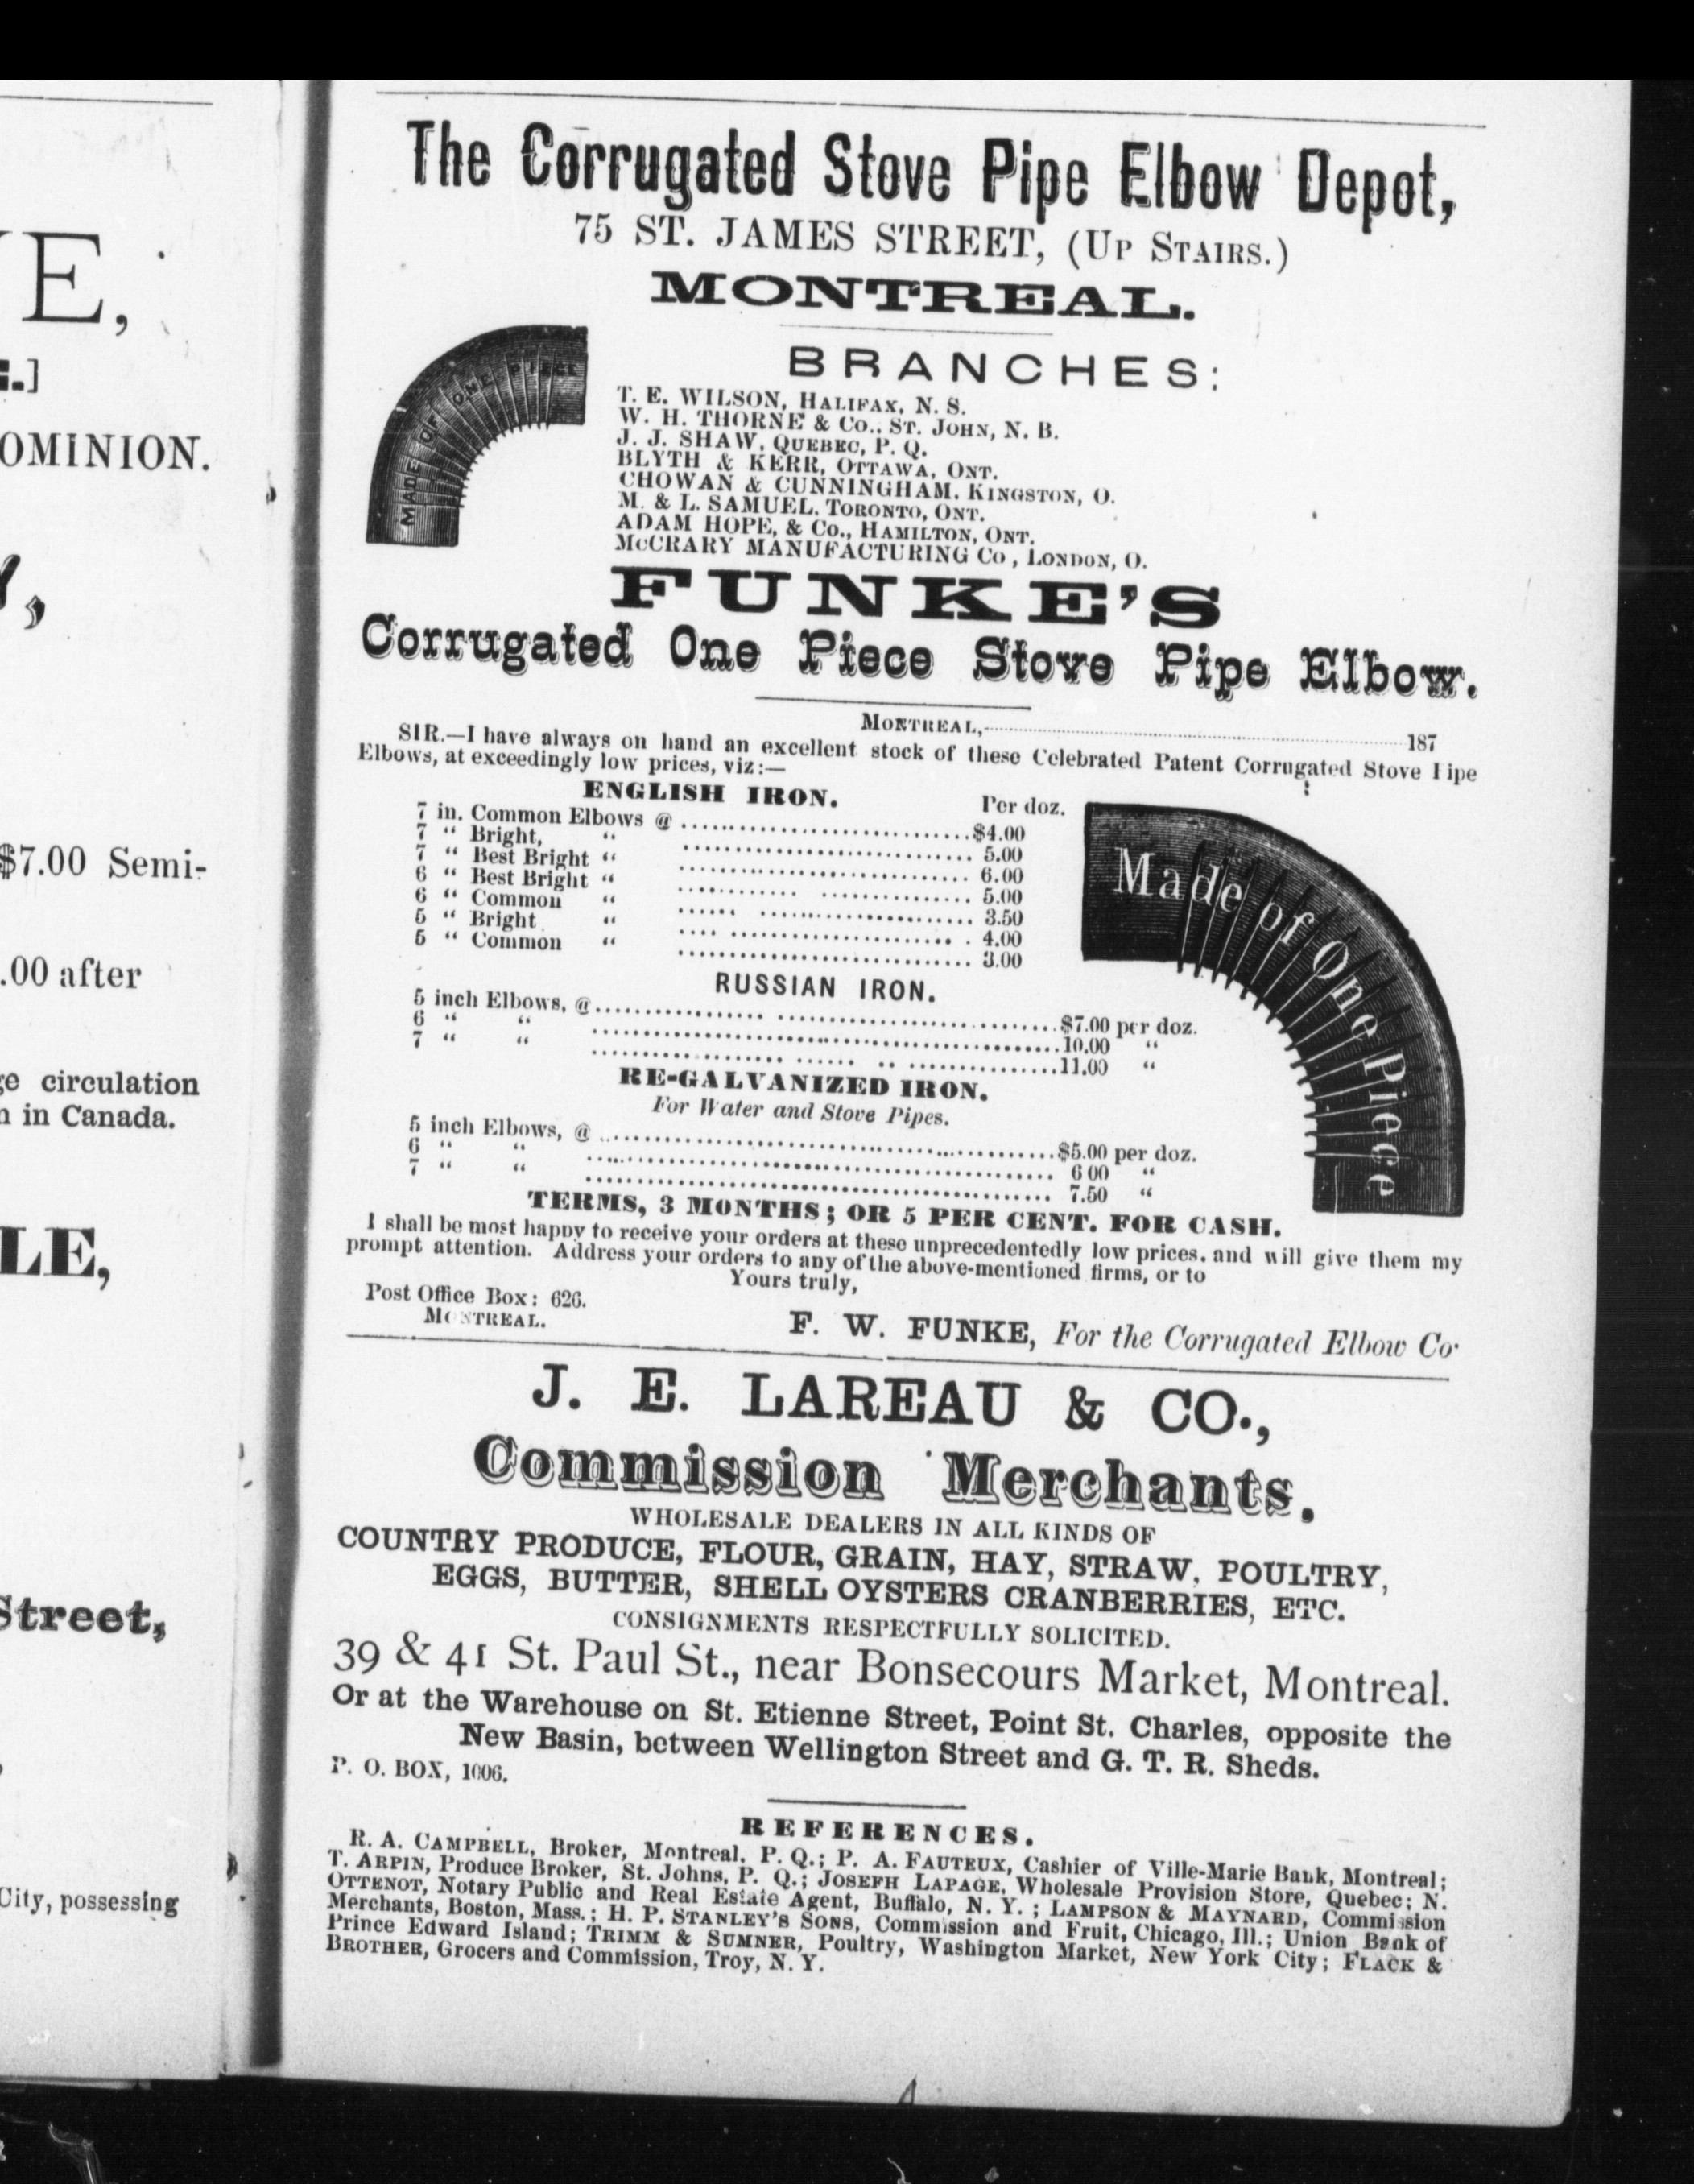 E,
.]
OMINION.
Y,
$7.00 Semi-
.00 after
ge circulation
n in Canada.
LE,
Street,
City, possessing
The Corrugated Stove Pipe Elbow Depot,
75 ST. JAMES STREET, (UP STAIRS.)
MONTREAL.
MADE OF ONE PIECE
BRANCHES:
T. E. WILSON, HALIFAX, N. S.
W. H. THORNE & Co., ST. JOHN, N. B.
J. J. SHAW, QUEBEC, P. Q.
BLYTH & KERR, OTTAWA, ONT.
CHOWAN & CUNNINGHAM. KINGSTON, O.
M. & L. SAMUEL, TORONTO, ONT.
ADAM HOPE, & Co., HAMILTON, ONT.
McCRARY MANUFACTURING Co, LONDON, O.
FUNKE'S
Corrugated One Piece Stove Pipe Elbow.
MONTREAL,..........187
SIR.—I have always on hand an excellent stock of these Celebrated Patent Corrugated Stove Pipe
Elbows, at exceedingly low prices, viz:—
ENGLISH IRON. Per doz.
7 in. Common Elbows @ ..........$4.00
7 " Bright, " .......... 5.00
7 " Best Bright " .......... 6.00
6 " Best Bright " .......... 5.00
6 " Common " .......... 3.50
5 " Bright " .......... 4.00
5 " Common " .......... 3.00
Made of One Piece
RUSSIAN IRON.
5 inch Elbows, @..........$7.00 per doz.
6 " " ..........10.00 "
7 " " ..........11.00 "
RE-GALVANIZED IRON.
For Water and Stove Pipes.
5 inch Elbows, @ ..........$5.00 per doz.
6 " " .......... 6 00 "
7 " " .......... 7.50 "
TERMS, 3 MONTHS; OR 5 PER CENT. FOR CASH.
I shall be most happy to receive your orders at these unprecedentedly low prices, and will give them my
prompt attention. Address your orders to any of the above-mentioned firms, or to
Yours truly,
Post Office Box: 626.
MONTREAL.
F. W. FUNKE, For the Corrugated Elbow Co.
J. E. LAREAU & CO.,
Commission Merchants.
WHOLESALE DEALERS IN ALL KINDS OF
COUNTRY PRODUCE, FLOUR, GRAIN, HAY, STRAW, POULTRY,
EGGS, BUTTER, SHELL OYSTERS CRANBERRIES, ETC.
CONSIGNMENTS RESPECTFULLY SOLICITED.
39 & 41 St. Paul St., near Bonsecours Market, Montreal.
Or at the Warehouse on St. Etienne Street, Point St. Charles, opposite the
New Basin, between Wellington Street and G. T. R. Sheds.
P. O. BOX, 1006.
REFERENCES.
R. A. CAMPBELL, Broker, Montreal, P. Q.; P. A. FAUTEUX, Cashier of Ville-Marie Bank, Montreal;
T. ARPIN, Produce Broker, St. Johns, P. Q.; JOSEPH LAPAGE, Wholesale Provision Store, Quebec; N.
OTTENOT, Notary Public and Real Estate Agent, Buffalo, N. Y.; LAMPSON & MAYNARD, Commission
Merchants, Boston, Mass.; H. P. STANLEY'S SONS, Commission and Fruit, Chicago, Ill.; Union Bank of
Prince Edward Island; TRIMM & SUMNER, Poultry, Washington Market, New York City; FLACK &
BROTHER, Grocers and Commission, Troy, N. Y.